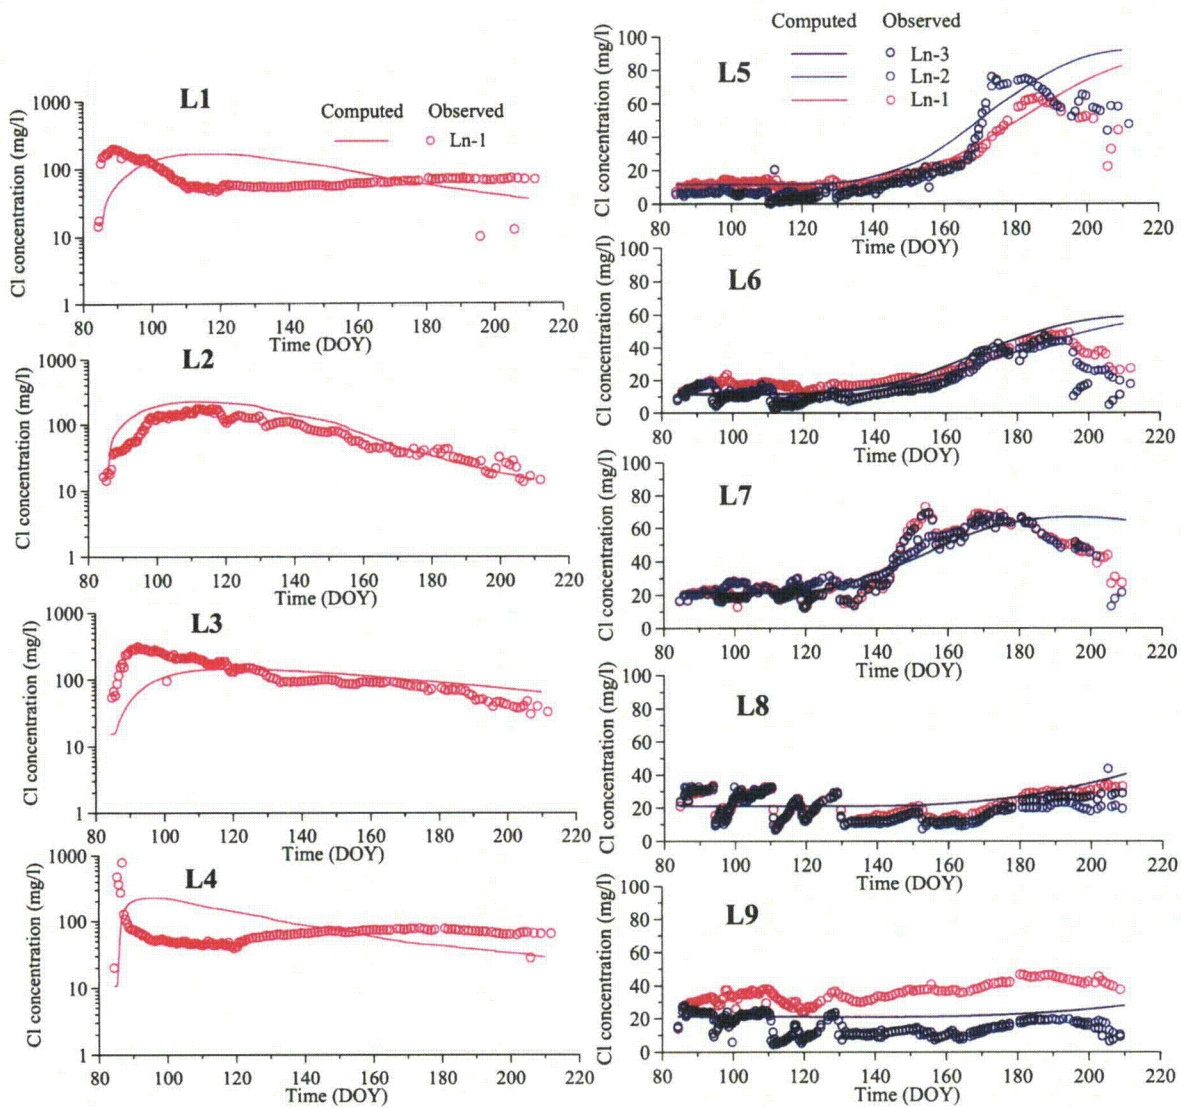 L1
Computed Observed
Ln-1
Cl concentration (mg/l)
1000
100
10
1
80 100 120 140 160 180 200 220
Time (DOY)
L2
Cl concentration (mg/l)
1000
100
10
1
80 100 120 140 160 180 200 220
Time (DOY)
L3
Cl concentration (mg/l)
1000
100
10
1
80 100 120 140 160 180 200 220
Time (DOY)
L4
Cl concentration (mg/l)
1000
100
10
1
80 100 120 140 160 180 200 220
Time (DOY)
Computed Observed
Ln-3
Ln-2
Ln-1
L5
Cl concentration (mg/l)
100
80
60
40
20
0
80 100 120 140 160 180 200 220
Time (DOY)
L6
Cl concentration (mg/l)
100
80
60
40
20
0
80 100 120 140 160 180 200 220
Time (DOY)
L7
Cl concentration (mg/l)
100
80
60
40
20
0
80 100 120 140 160 180 200 220
Time (DOY)
L8
Cl concentration (mg/l)
100
80
60
40
20
0
80 100 120 140 160 180 200 220
Time (DOY)
L9
Cl concentration (mg/l)
100
80
60
40
20
0
80 100 120 140 160 180 200 220
Time (DOY)